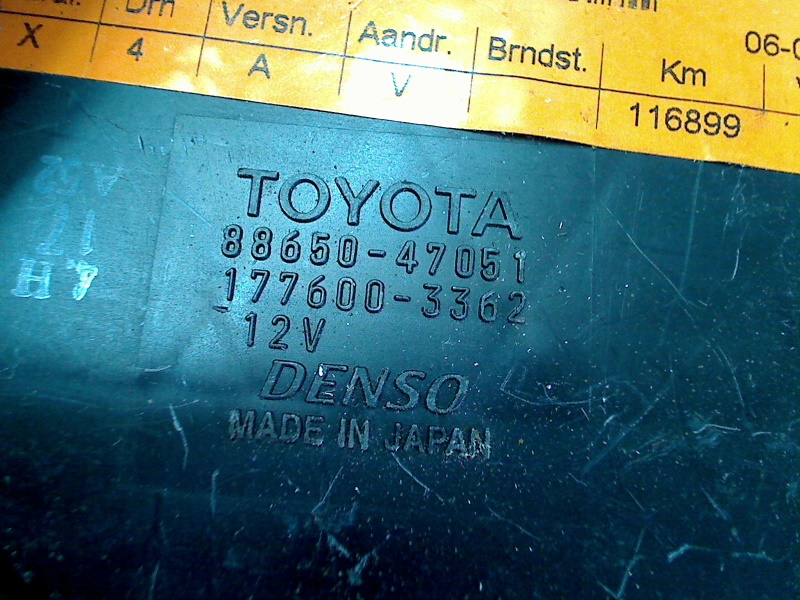 Drn Versn. Aandr. Brndst. Km
X 4 A V 116899
TOYOTA
88650-47051
177600-3362
12V
DENSO
MADE IN JAPAN